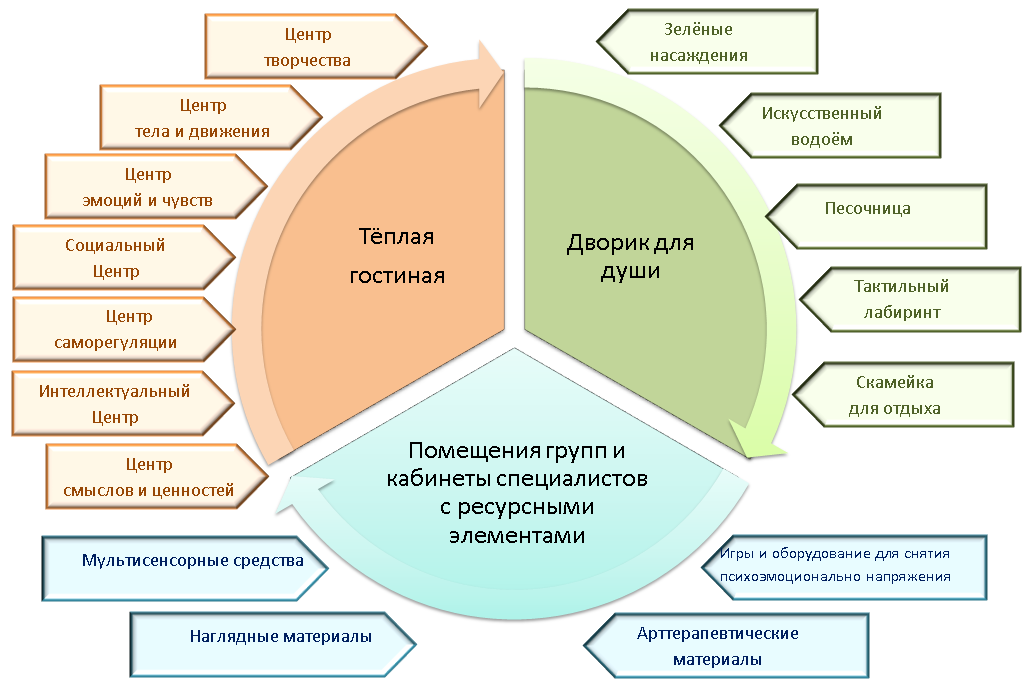 Центр
творчества
Центр
тела и движения
Центр
эмоций и чувств
Социальный
Центр
Центр
саморегуляции
Интеллектуальный
Центр
Центр
смыслов и ценностей
Тёплая
гостиная
Дворик для
души
Зелёные
насаждения
Искусственный
водоём
Песочница
Тактильный
лабиринт
Скамейка
для отдыха
Помещения групп и
кабинеты специалистов
с ресурсными
элементами
Мультисенсорные средства
Наглядные материалы
Игры и оборудование для снятия
психоэмоционально напряжения
Арттерапевтические
материалы